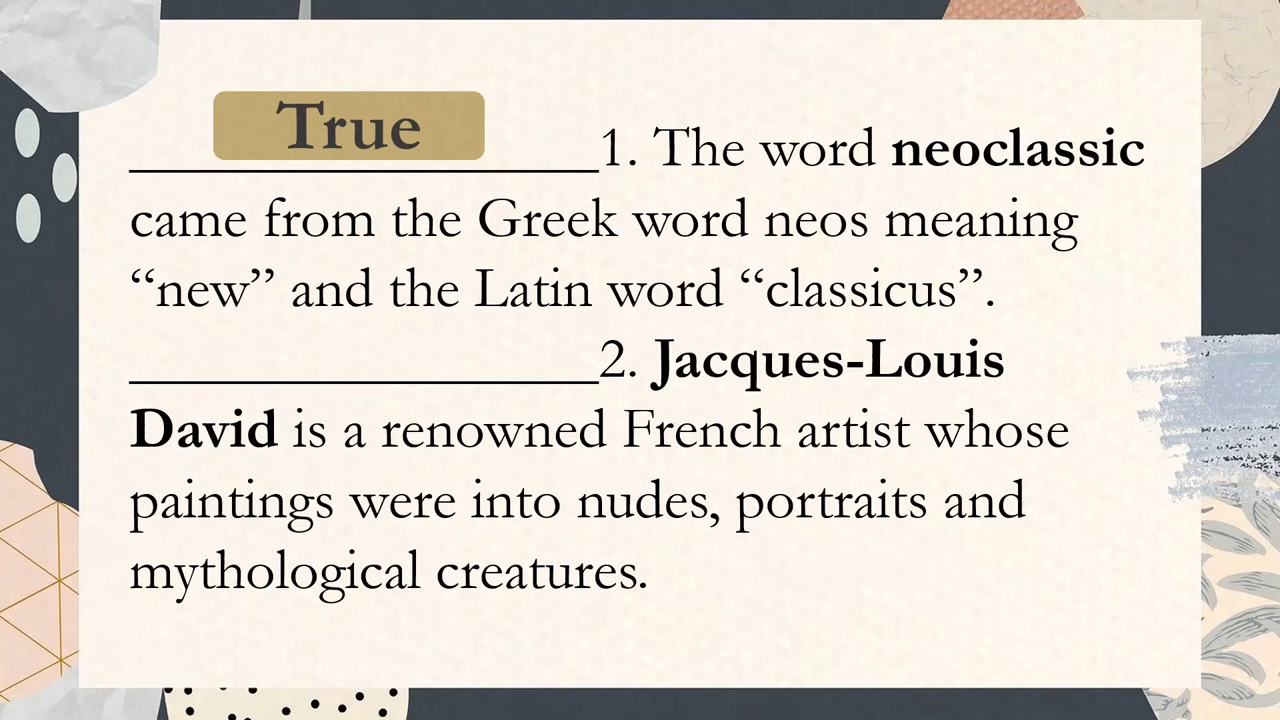 True
__________________1. The word neoclassic
came from the Greek word neos meaning
“new” and the Latin word “classicus”.
__________________2. Jacques-Louis
David is a renowned French artist whose
paintings were into nudes, portraits and
mythological creatures.